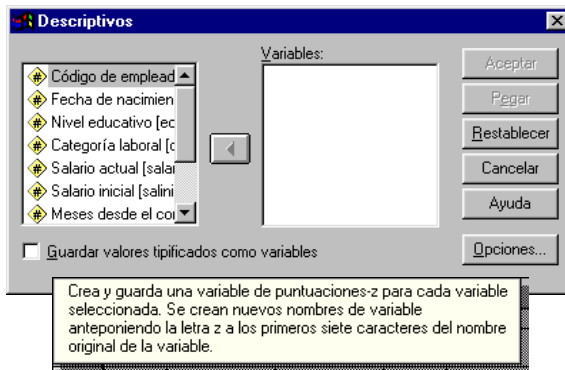 Descriptivos
Variables:
Código de emplead
Fecha de nacimien
Nivel educativo [ec
Categoría laboral [c
Salario actual [salar
Salario inicial [salini
Meses desde el cor
Aceptar
Pegar
Restablecer
Cancelar
Ayuda
Guardar valores tipificados como variables
Opciones...
Crea y guarda una variable de puntuaciones-z para cada variable
seleccionada. Se crean nuevos nombres de variable
anteponiendo la letra z a los primeros siete caracteres del nombre
original de la variable.